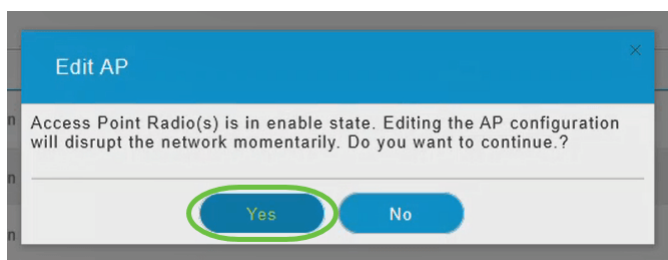 Edit AP
×
n
Access Point Radio(s) is in enable state. Editing the AP configuration
will disrupt the network momentarily. Do you want to continue.?
n
Yes No
n